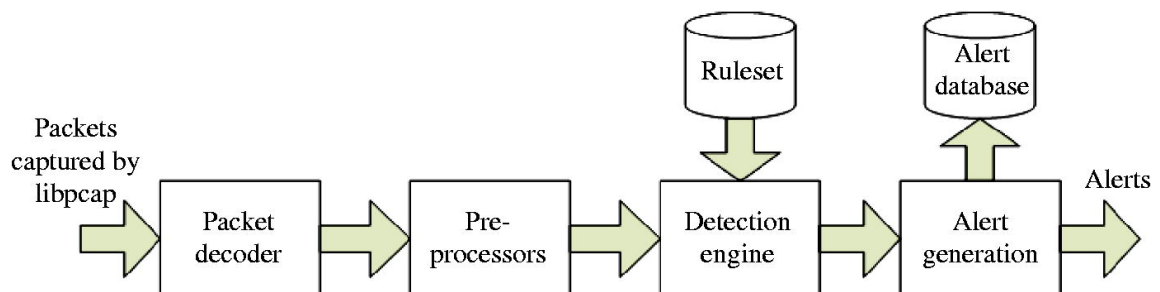 Packets
captured by
libpcap
Packet
decoder
Pre-
processors
Ruleset
Detection
engine
Alert
database
Alert
generation
Alerts